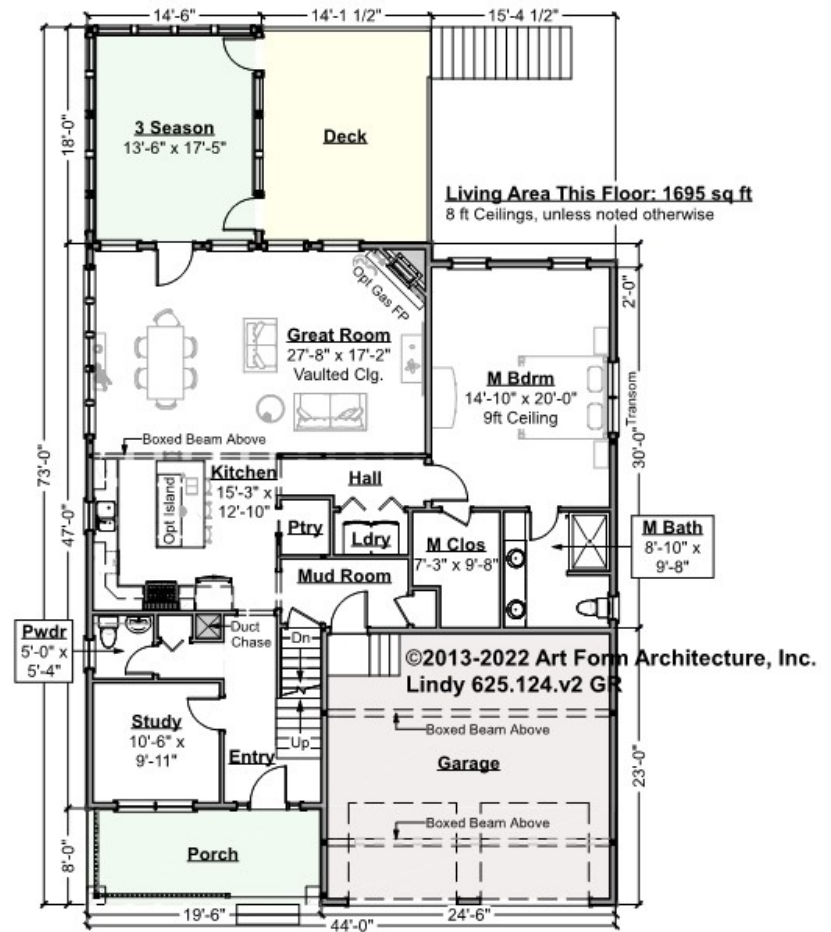 14'-6"
14'-1 1/2"
15'-4 1/2"
18'-0"
3 Season
13'-6" x 17'-5"
Deck
Living Area This Floor: 1695 sq ft
8 ft Ceilings, unless noted otherwise
2'-0"
Opt Gas FP
Great Room
27'-8" x 17'-2"
Vaulted Clg.
M Bdrm
14'-10" x 20'-0"
9ft Ceiling
Transom
30'-0"
73'-0"
47'-0"
Boxed Beam Above
Kitchen
15'-3" x
12'-10"
Opt Island
Hall
Ptry
Ldry
M Clos
7'-3" x 9'-8"
M Bath
8'-10" x
9'-8"
Mud Room
Pwdr
5'-0" x
5'-4"
Duct
Chase
Dn
Up
©2013-2022 Art Form Architecture, Inc.
Lindy 625.124.v2 GR
Study
10'-6" x
9'-11"
Entry
Boxed Beam Above
Garage
23'-0"
Boxed Beam Above
Porch
8'-0"
19'-6"
24'-6"
44'-0"